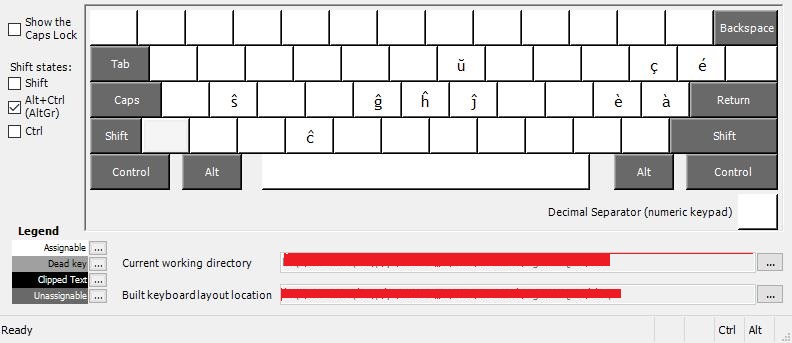 Show the
Caps Lock
Backspace
Tab
ŭ
ç
é
Shift states:
Shift
Alt+Ctrl
(AltGr)
Ctrl
Caps
ŝ
ĝ
ĥ
ĵ
è
à
Return
Shift
ĉ
Shift
Control
Alt
Alt
Control
Decimal Separator (numeric keypad)
Legend
Assignable
...
Dead key
...
Clipped Text
...
Unassignable
...
Current working directory
...
Built keyboard layout location
...
Ready
Ctrl
Alt